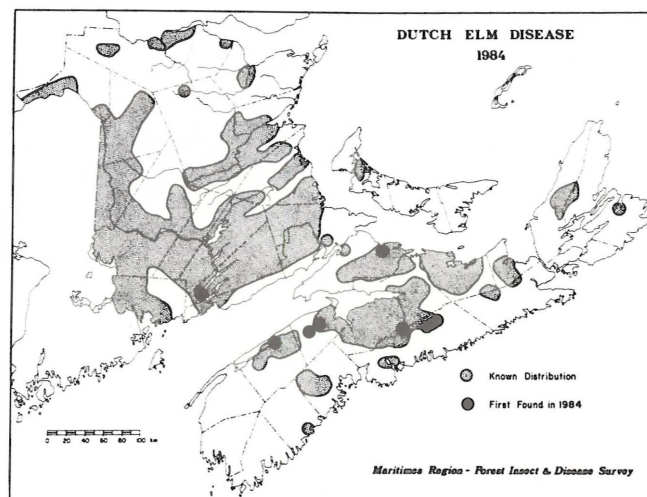 DUTCH ELM DISEASE
1984
Known Distribution
First Found in 1984
0 20 40 60 80 100 km
Maritimes Region - Forest Insect & Disease Survey